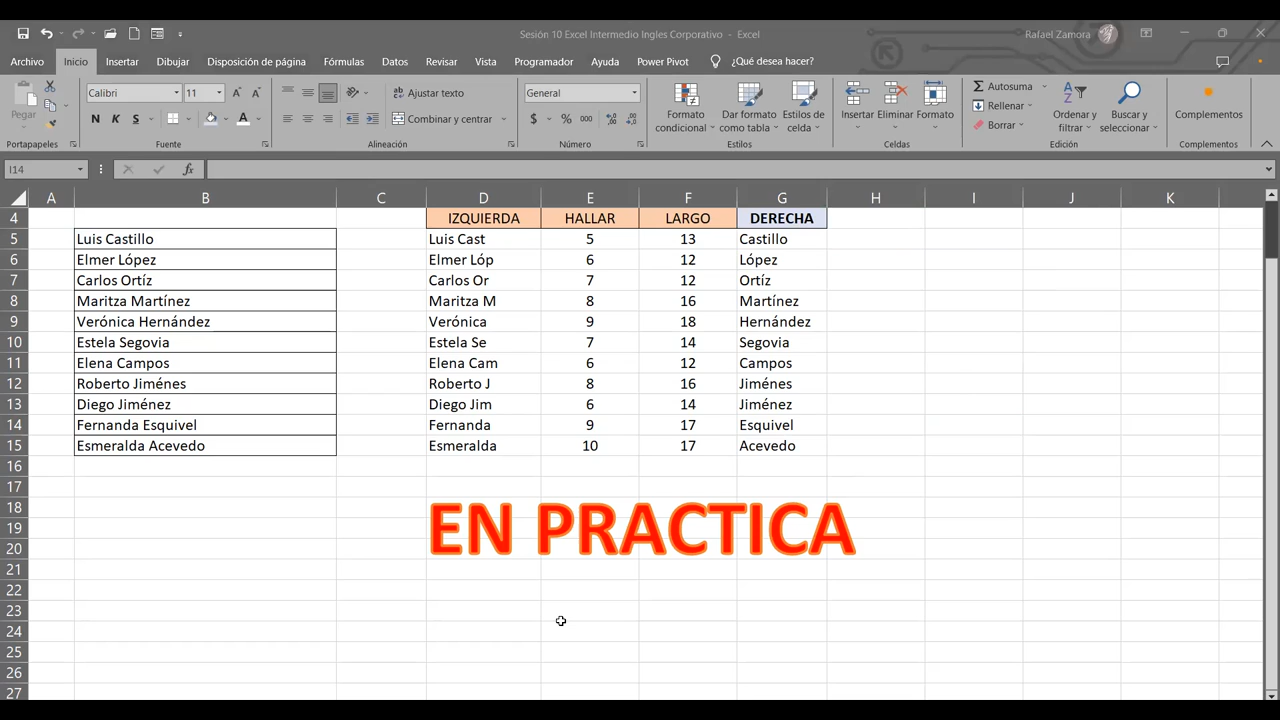 Sesión 10 Excel Intermedio Ingles Corporativo - Excel
Rafael Zamora
Archivo Inicio Insertar Dibujar Disposición de página Fórmulas Datos Revisar Vista Programador Ayuda Power Pivot ¿Qué desea hacer?
Pegar
Calibri 11
N K S A
Ajustar texto
Combinar y centrar
General
$ % 000
Formato condicional
Dar formato como tabla
Estilos de celda
Insertar Eliminar Formato
Autosuma
Rellenar
Borrar
Ordenar y filtrar
Buscar y seleccionar
Complementos
Portapapeles Fuente Alineación Número Estilos Celdas Edición Complementos
I14 fx
A B C D E F G H I J K
4 IZQUIERDA HALLAR LARGO DERECHA
5 Luis Castillo Luis Cast 5 13 Castillo
6 Elmer López Elmer Lóp 6 12 López
7 Carlos Ortíz Carlos Or 7 12 Ortíz
8 Maritza Martínez Maritza M 8 16 Martínez
9 Verónica Hernández Verónica 9 18 Hernández
10 Estela Segovia Estela Se 7 14 Segovia
11 Elena Campos Elena Cam 6 12 Campos
12 Roberto Jiménes Roberto J 8 16 Jiménes
13 Diego Jiménez Diego Jim 6 14 Jiménez
14 Fernanda Esquivel Fernanda 9 17 Esquivel
15 Esmeralda Acevedo Esmeralda 10 17 Acevedo
16
17
18
EN PRACTICA
19
20
21
22
23
24
25
26
27